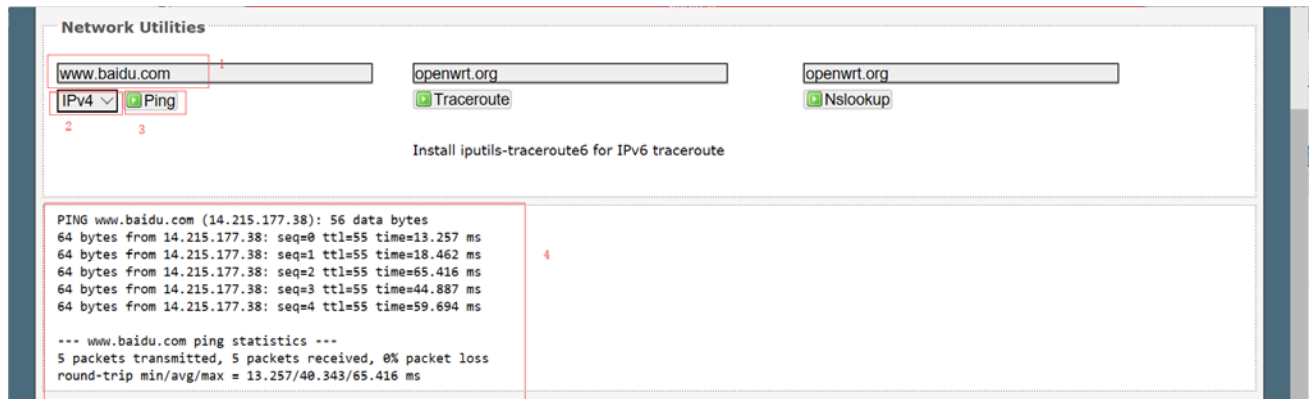 Network Utilities
www.baidu.com 1 openwrt.org openwrt.org
IPv4 Ping Traceroute Nslookup
2 3
Install iputils-traceroute6 for IPv6 traceroute
PING www.baidu.com (14.215.177.38): 56 data bytes
64 bytes from 14.215.177.38: seq=0 ttl=55 time=13.257 ms
64 bytes from 14.215.177.38: seq=1 ttl=55 time=18.462 ms 4
64 bytes from 14.215.177.38: seq=2 ttl=55 time=65.416 ms
64 bytes from 14.215.177.38: seq=3 ttl=55 time=44.887 ms
64 bytes from 14.215.177.38: seq=4 ttl=55 time=59.694 ms
--- www.baidu.com ping statistics ---
5 packets transmitted, 5 packets received, 0% packet loss
round-trip min/avg/max = 13.257/40.343/65.416 ms